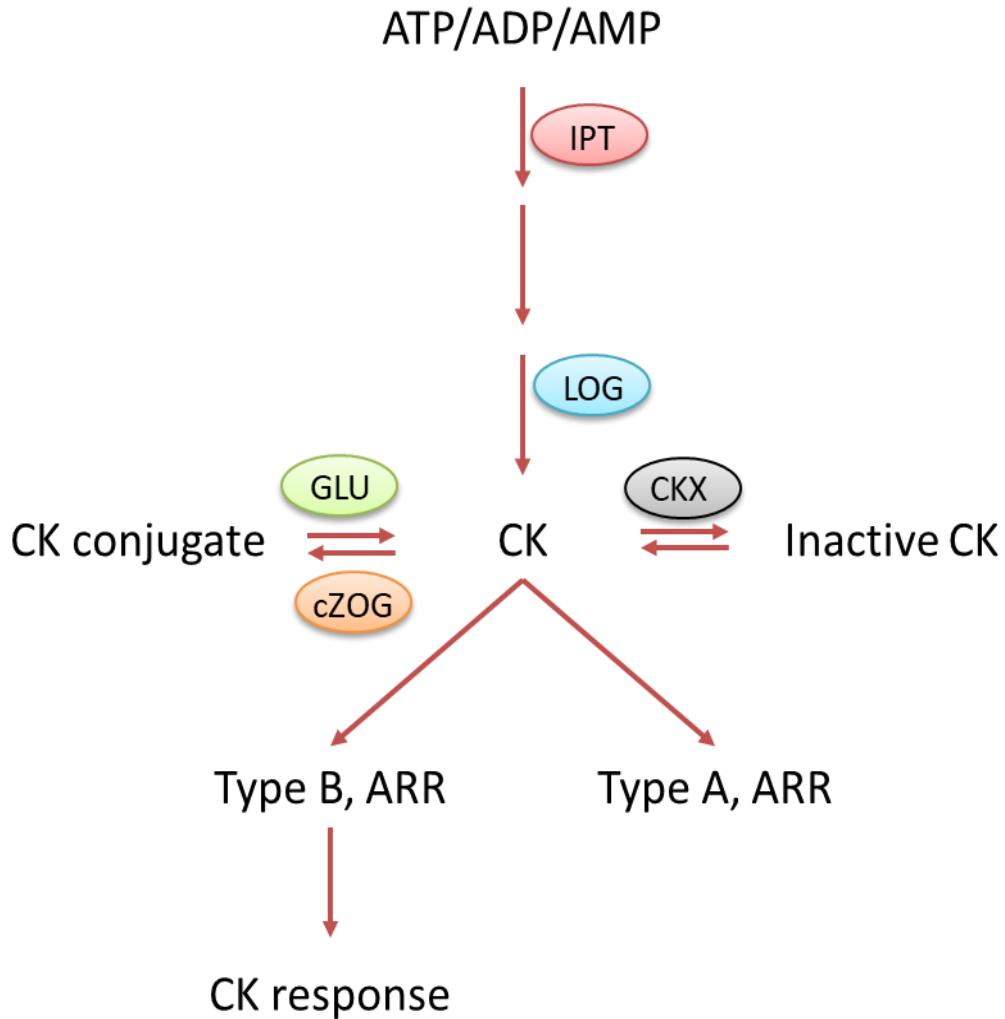 ATP/ADP/AMP
IPT
LOG
GLU
CKX
CK conjugate
CK
Inactive CK
cZOG
Type B, ARR
Type A, ARR
CK response